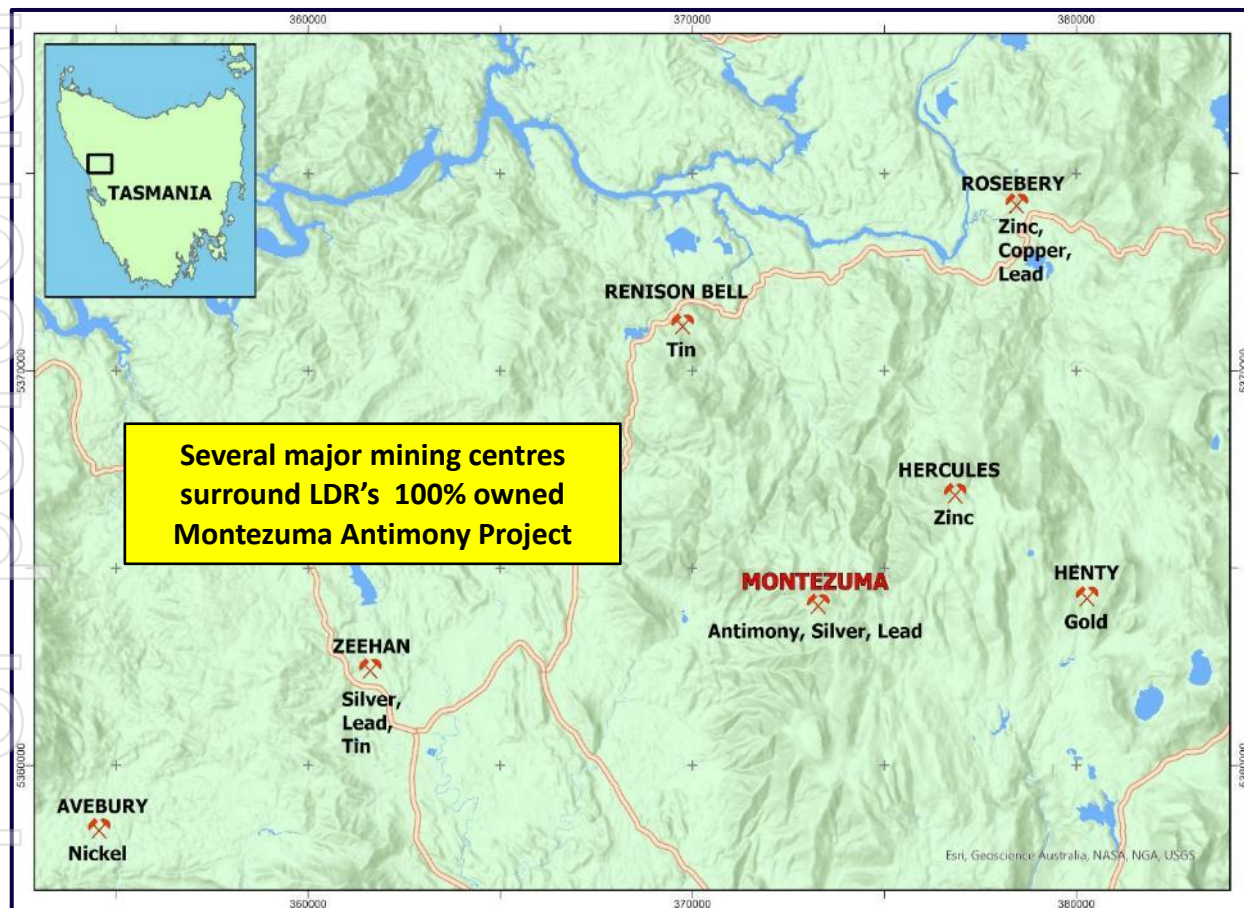 360000
370000
380000
TASMANIA
ROSEBERY
Zinc,
Copper,
Lead
RENISON BELL
Tin
5370000
5370000
Several major mining centres
surround LDR’s 100% owned
Montezuma Antimony Project
HERCULES
Zinc
MONTEZUMA
Antimony, Silver, Lead
HENTY
Gold
ZEEHAN
Silver,
Lead,
Tin
5360000
5360000
AVEBURY
Nickel
Esri, Geoscience Australia, NASA, NGA, USGS
360000
370000
380000